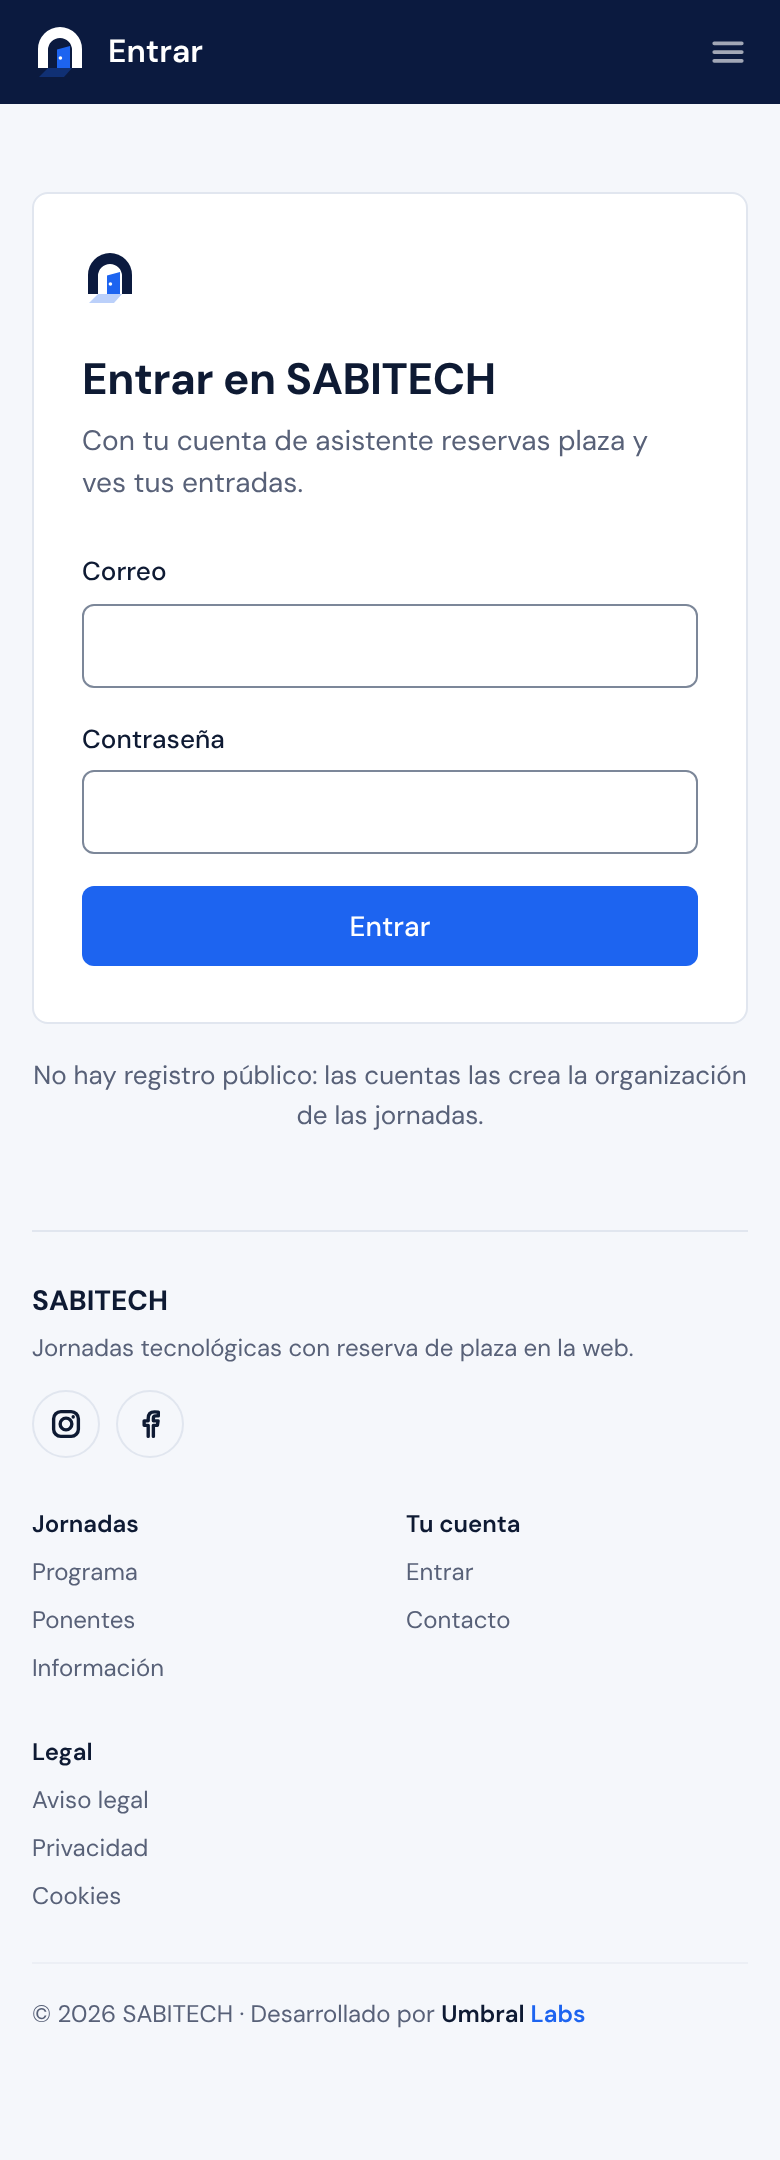 Entrar
Entrar en SABITECH
Con tu cuenta de asistente reservas plaza y
ves tus entradas.
Correo
Contraseña
Entrar
No hay registro público: las cuentas las crea la organización
de las jornadas.
SABITECH
Jornadas tecnológicas con reserva de plaza en la web.
Jornadas
Programa
Ponentes
Información
Tu cuenta
Entrar
Contacto
Legal
Aviso legal
Privacidad
Cookies
© 2026 SABITECH · Desarrollado por Umbral Labs